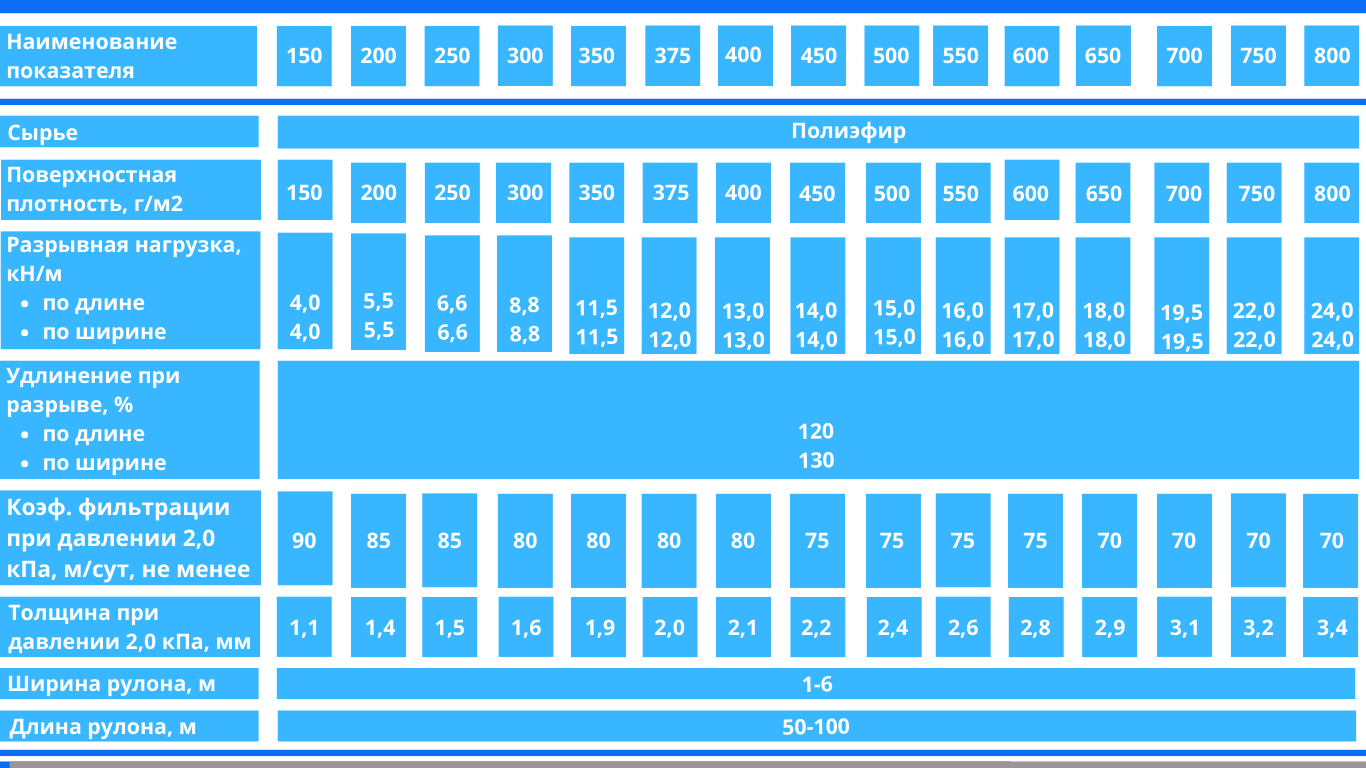 Наименование
показателя
150 200 250 300 350 375 400 450 500 550 600 650 700 750 800
Сырье
Полиэфир
Поверхностная
плотность, г/м2
150 200 250 300 350 375 400 450 500 550 600 650 700 750 800
Разрывная нагрузка,
кН/м
• по длине
4,0 5,5 6,6 8,8 11,5 12,0 13,0 14,0 15,0 16,0 17,0 18,0 19,5 22,0 24,0
• по ширине
4,0 5,5 6,6 8,8 11,5 12,0 13,0 14,0 15,0 16,0 17,0 18,0 19,5 22,0 24,0
Удлинение при
разрыве, %
• по длине
120
• по ширине
130
Коэф. фильтрации
при давлении 2,0
кПа, м/сут, не менее
90 85 85 80 80 80 80 75 75 75 75 70 70 70 70
Толщина при
давлении 2,0 кПа, мм
1,1 1,4 1,5 1,6 1,9 2,0 2,1 2,2 2,4 2,6 2,8 2,9 3,1 3,2 3,4
Ширина рулона, м
1-6
Длина рулона, м
50-100